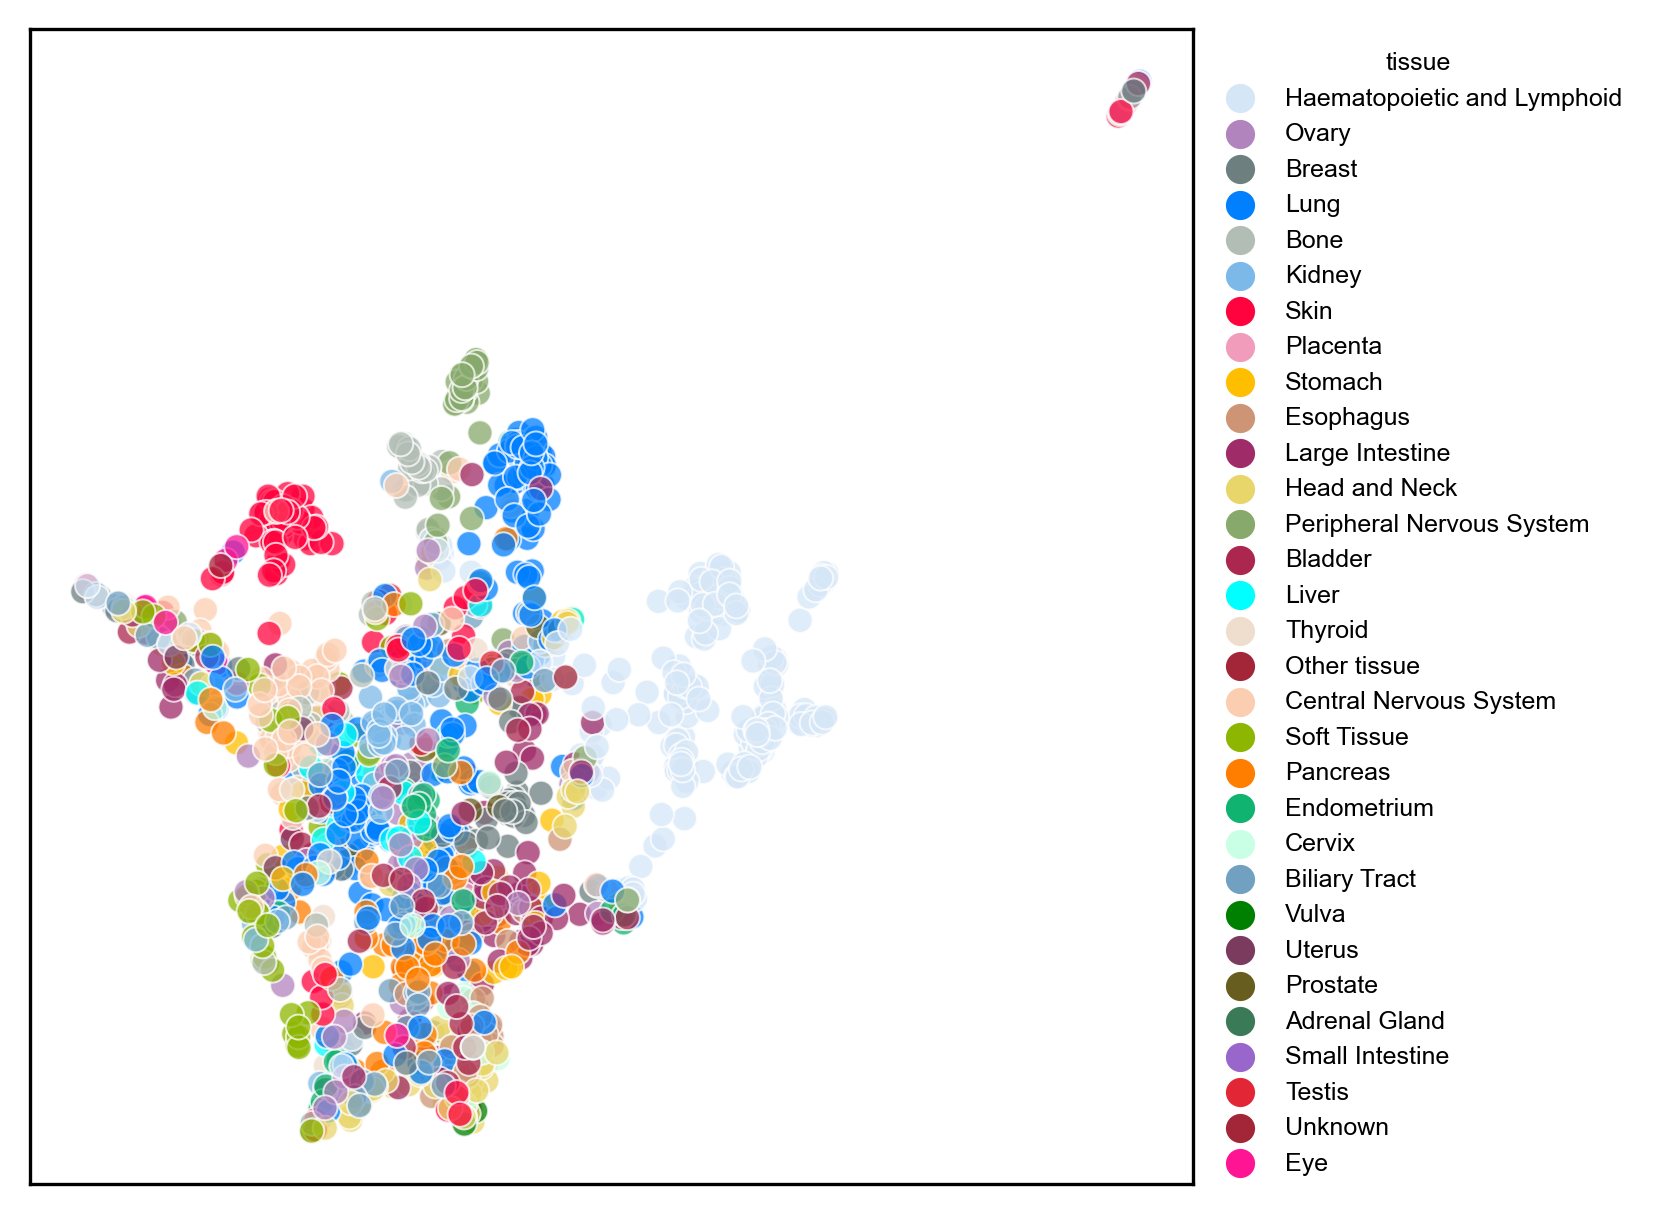 tissue
Haematopoietic and Lymphoid
Ovary
Breast
Lung
Bone
Kidney
Skin
Placenta
Stomach
Esophagus
Large Intestine
Head and Neck
Peripheral Nervous System
Bladder
Liver
Thyroid
Other tissue
Central Nervous System
Soft Tissue
Pancreas
Endometrium
Cervix
Biliary Tract
Vulva
Uterus
Prostate
Adrenal Gland
Small Intestine
Testis
Unknown
Eye